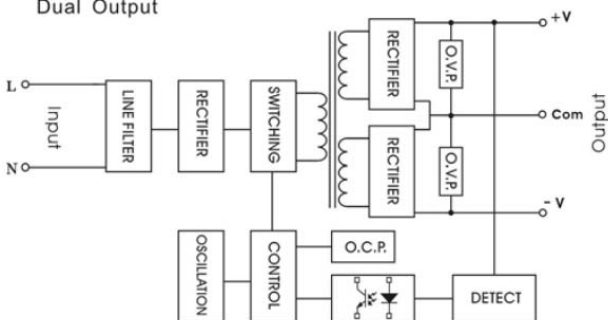 Dual Output
+V
L
Input
N
LINE FILTER
RECTIFIER
SWITCHING
RECTIFIER
RECTIFIER
O.V.P.
O.V.P.
Com
Output
- V
OSCILLATION
CONTROL
O.C.P.
DETECT